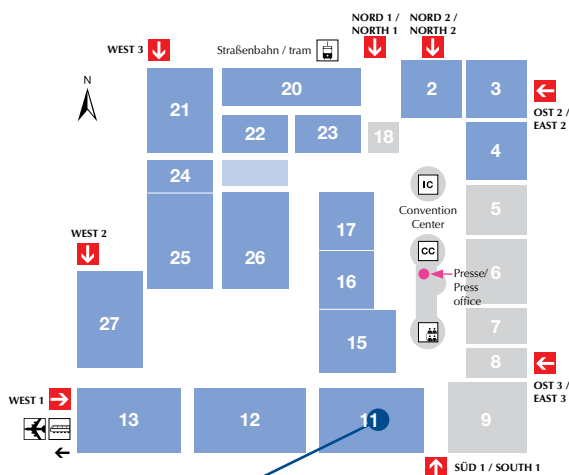 NORD 1 /
NORTH 1
NORD 2 /
NORTH 2
WEST 3
Straßenbahn / tram
N
20
2
3
OST 2 /
EAST 2
21
22
23
18
4
24
IC
5
Convention
Center
17
WEST 2
25
26
CC
6
Presse/
Press
office
16
27
7
15
8
OST 3 /
EAST 3
WEST 1
13
12
11
9
SÜD 1 / SOUTH 1